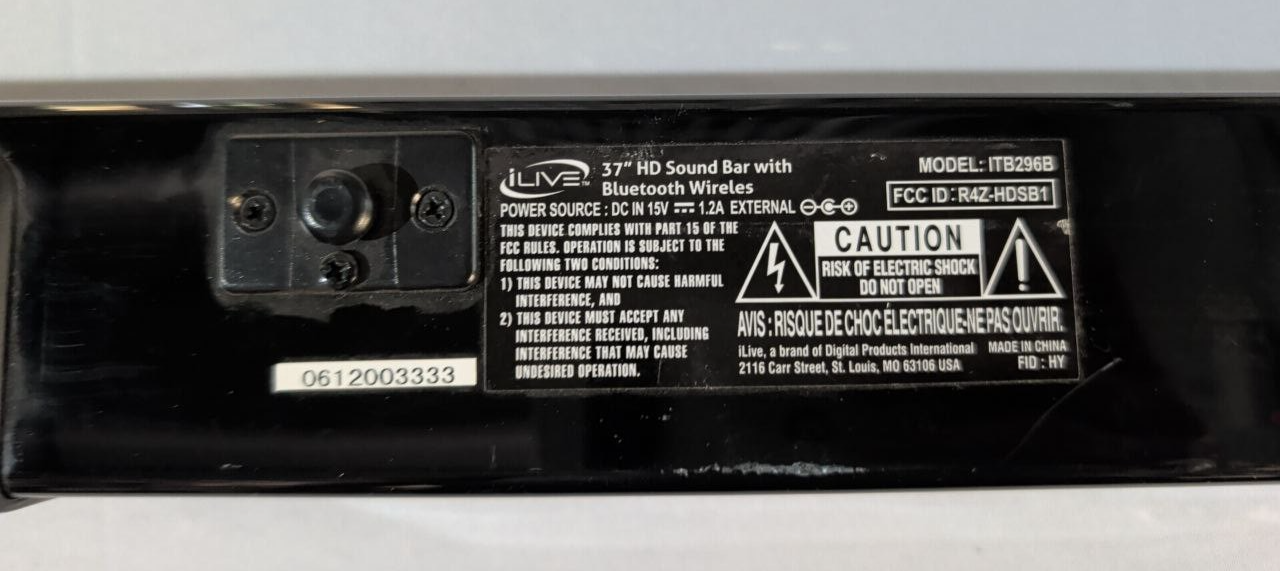 iLIVE™
37" HD Sound Bar with
Bluetooth Wireles
MODEL: ITB296B
FCC ID : R4Z-HDSB1
POWER SOURCE : DC IN 15V ⎓ 1.2A EXTERNAL
THIS DEVICE COMPLIES WITH PART 15 OF THE
FCC RULES. OPERATION IS SUBJECT TO THE
FOLLOWING TWO CONDITIONS:
1) THIS DEVICE MAY NOT CAUSE HARMFUL
INTERFERENCE, AND
2) THIS DEVICE MUST ACCEPT ANY
INTERFERENCE RECEIVED, INCLUDING
INTERFERENCE THAT MAY CAUSE
UNDESIRED OPERATION.
CAUTION
RISK OF ELECTRIC SHOCK
DO NOT OPEN
AVIS : RISQUE DE CHOC ÉLECTRIQUE-NE PAS OUVRIR.
iLive, a brand of Digital Products International
2116 Carr Street, St. Louis, MO 63106 USA
MADE IN CHINA
FID : HY
0612003333